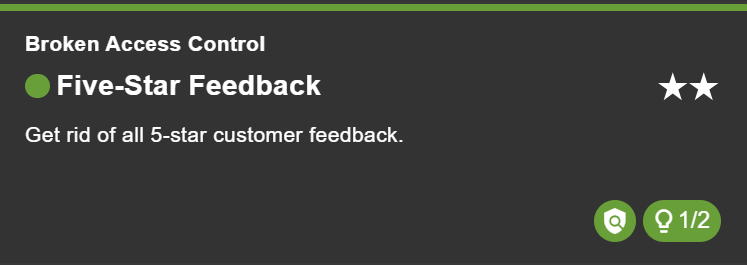 Broken Access Control
Five-Star Feedback
Get rid of all 5-star customer feedback.
1/2